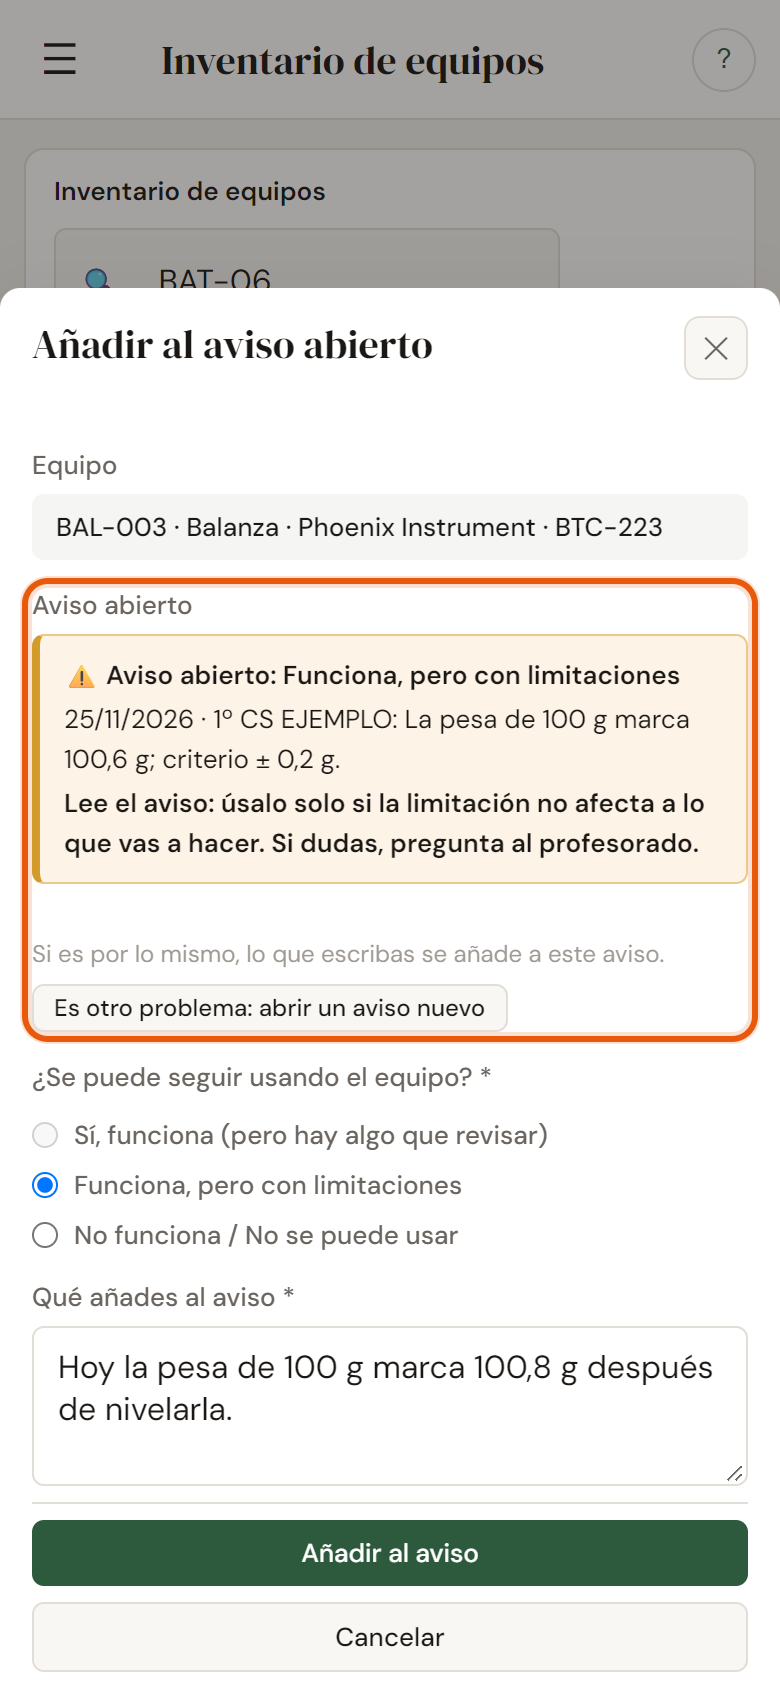 Inventario de equipos
?
Inventario de equipos
BAT-06
Añadir al aviso abierto
Equipo
BAL-003 · Balanza · Phoenix Instrument · BTC-223
Aviso abierto
Aviso abierto: Funciona, pero con limitaciones
25/11/2026 · 1º CS EJEMPLO: La pesa de 100 g marca
100,6 g; criterio ± 0,2 g.
Lee el aviso: úsalo solo si la limitación no afecta a lo
que vas a hacer. Si dudas, pregunta al profesorado.
Si es por lo mismo, lo que escribas se añade a este aviso.
Es otro problema: abrir un aviso nuevo
¿Se puede seguir usando el equipo? *
Sí, funciona (pero hay algo que revisar)
Funciona, pero con limitaciones
No funciona / No se puede usar
Qué añades al aviso *
Hoy la pesa de 100 g marca 100,8 g después
de nivelarla.
Añadir al aviso
Cancelar